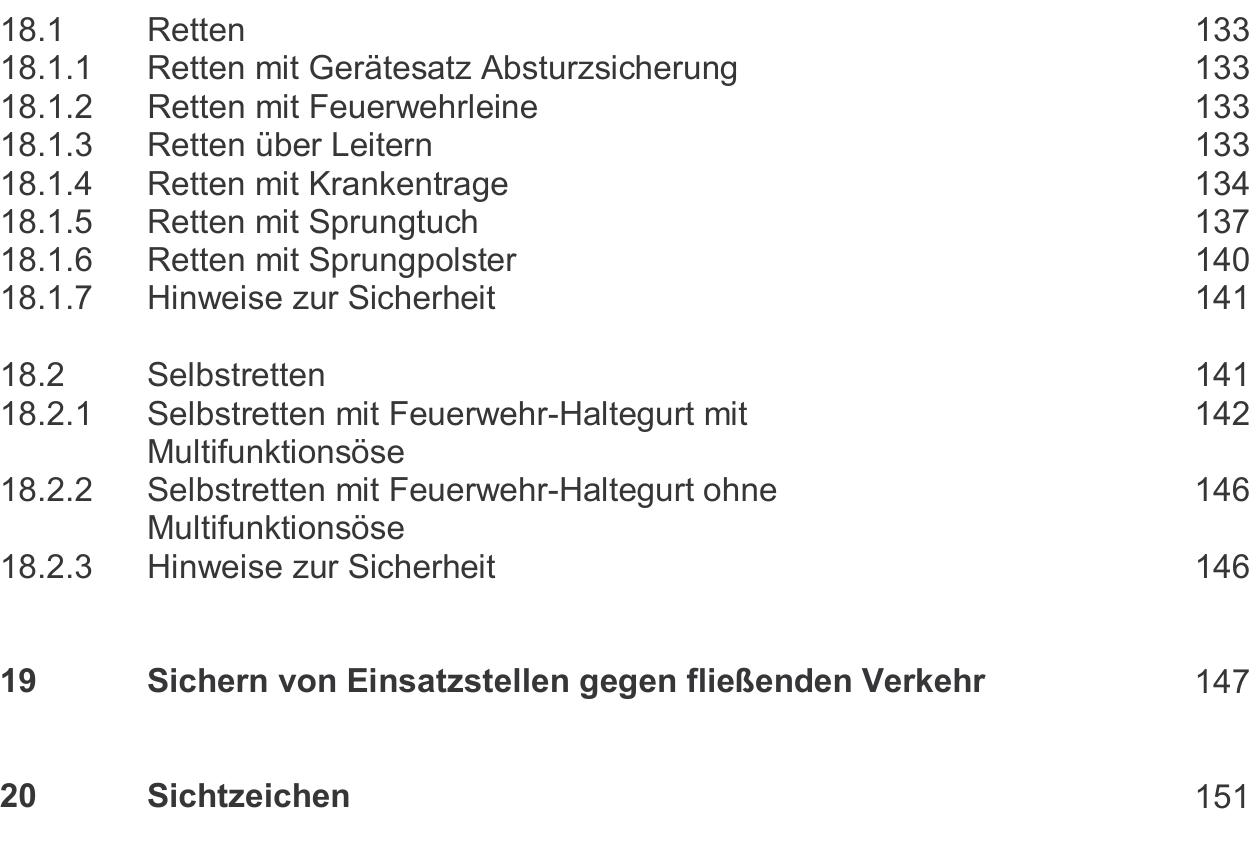 18.1 Retten 133
18.1.1 Retten mit Gerätesatz Absturzsicherung 133
18.1.2 Retten mit Feuerwehrleine 133
18.1.3 Retten über Leitern 133
18.1.4 Retten mit Krankentrage 134
18.1.5 Retten mit Sprungtuch 137
18.1.6 Retten mit Sprungpolster 140
18.1.7 Hinweise zur Sicherheit 141
18.2 Selbstretten 141
18.2.1 Selbstretten mit Feuerwehr-Haltegurt mit 142
Multifunktionsöse
18.2.2 Selbstretten mit Feuerwehr-Haltegurt ohne 146
Multifunktionsöse
18.2.3 Hinweise zur Sicherheit 146
19 Sichern von Einsatzstellen gegen fließenden Verkehr 147
20 Sichtzeichen 151